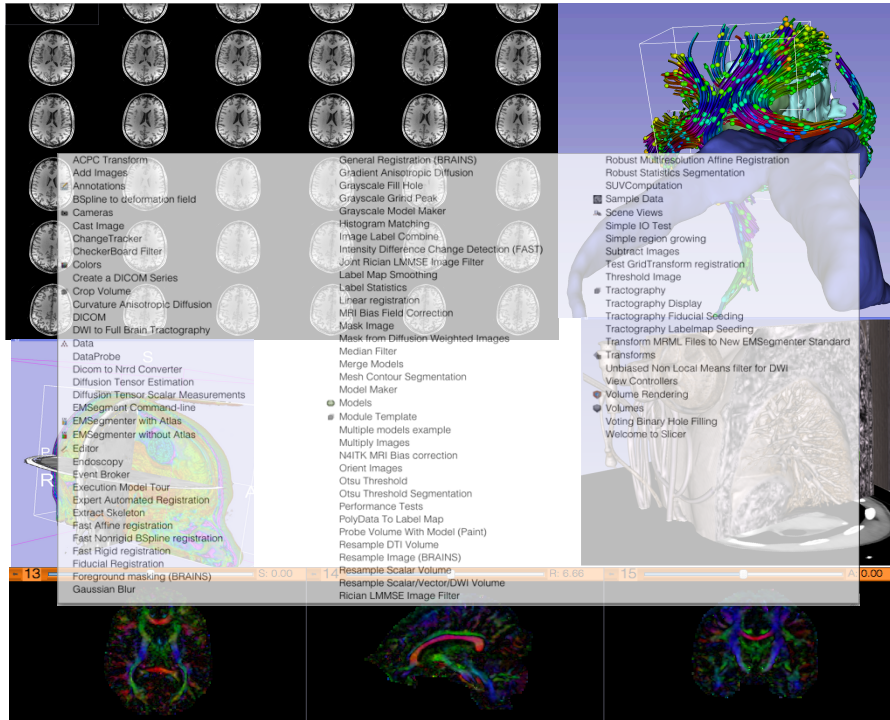 ACPC Transform
Add Images
Annotations
BSpline to deformation field
Cameras
Cast Image
ChangeTracker
CheckerBoard Filter
Colors
Create a DICOM Series
Crop Volume
Curvature Anisotropic Diffusion
DICOM
DWI to Full Brain Tractography
Data
DataProbe
Dicom to Nrrd Converter
Diffusion Tensor Estimation
Diffusion Tensor Scalar Measurements
EMSegment Command-line
EMSegmenter with Atlas
EMSegmenter without Atlas
Editor
Endoscopy
Event Broker
Execution Model Tour
Expert Automated Registration
Extract Skeleton
Fast Affine registration
Fast Nonrigid BSpline registration
Fast Rigid registration
Fiducial Registration
Foreground masking (BRAINS)
Gaussian Blur
General Registration (BRAINS)
Gradient Anisotropic Diffusion
Grayscale Fill Hole
Grayscale Grind Peak
Grayscale Model Maker
Histogram Matching
Image Label Combine
Intensity Difference Change Detection (FAST)
Joint Rician LMMSE Image Filter
Label Map Smoothing
Label Statistics
Linear registration
MRI Bias Field Correction
Mask Image
Mask from Diffusion Weighted Images
Median Filter
Merge Models
Mesh Contour Segmentation
Model Maker
Models
Module Template
Multiple models example
Multiply Images
N4ITK MRI Bias correction
Orient Images
Otsu Threshold
Otsu Threshold Segmentation
Performance Tests
PolyData To Label Map
Probe Volume With Model (Paint)
Resample DTI Volume
Resample Image (BRAINS)
Resample Scalar Volume
Resample Scalar/Vector/DWI Volume
Rician LMMSE Image Filter
Robust Multiresolution Affine Registration
Robust Statistics Segmentation
SUVComputation
Sample Data
Scene Views
Simple IO Test
Simple region growing
Subtract Images
Test GridTransform registration
Threshold Image
Tractography
Tractography Display
Tractography Fiducial Seeding
Tractography Labelmap Seeding
Transform MRML Files to New EMSegmenter Standard
Transforms
Unbiased Non Local Means filter for DWI
View Controllers
Volume Rendering
Volumes
Voting Binary Hole Filling
Welcome to Slicer
S
P
R
A
13 S: 0.00
14 R: 6.66
15 A: 0.00